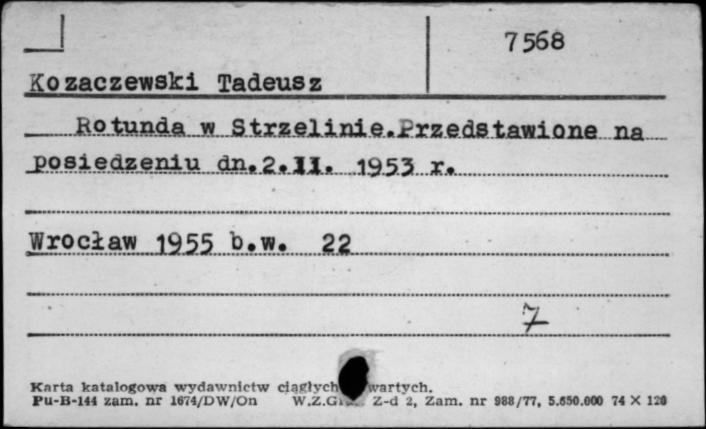 7568
Kozaczewski Tadeusz
Rotunda w Strzelinie.Przedstawione na
posiedzeniu dn.2.II. 1953 r.
Wrocław 1955 b.w. 22
7
Karta katalogowa wydawnictw ciągłych wartych.
Pu-B-144 zam. nr 1674/DW/On W.Z.G Z-d 2, Zam. nr 988/77, 5.650.000 74 X 120